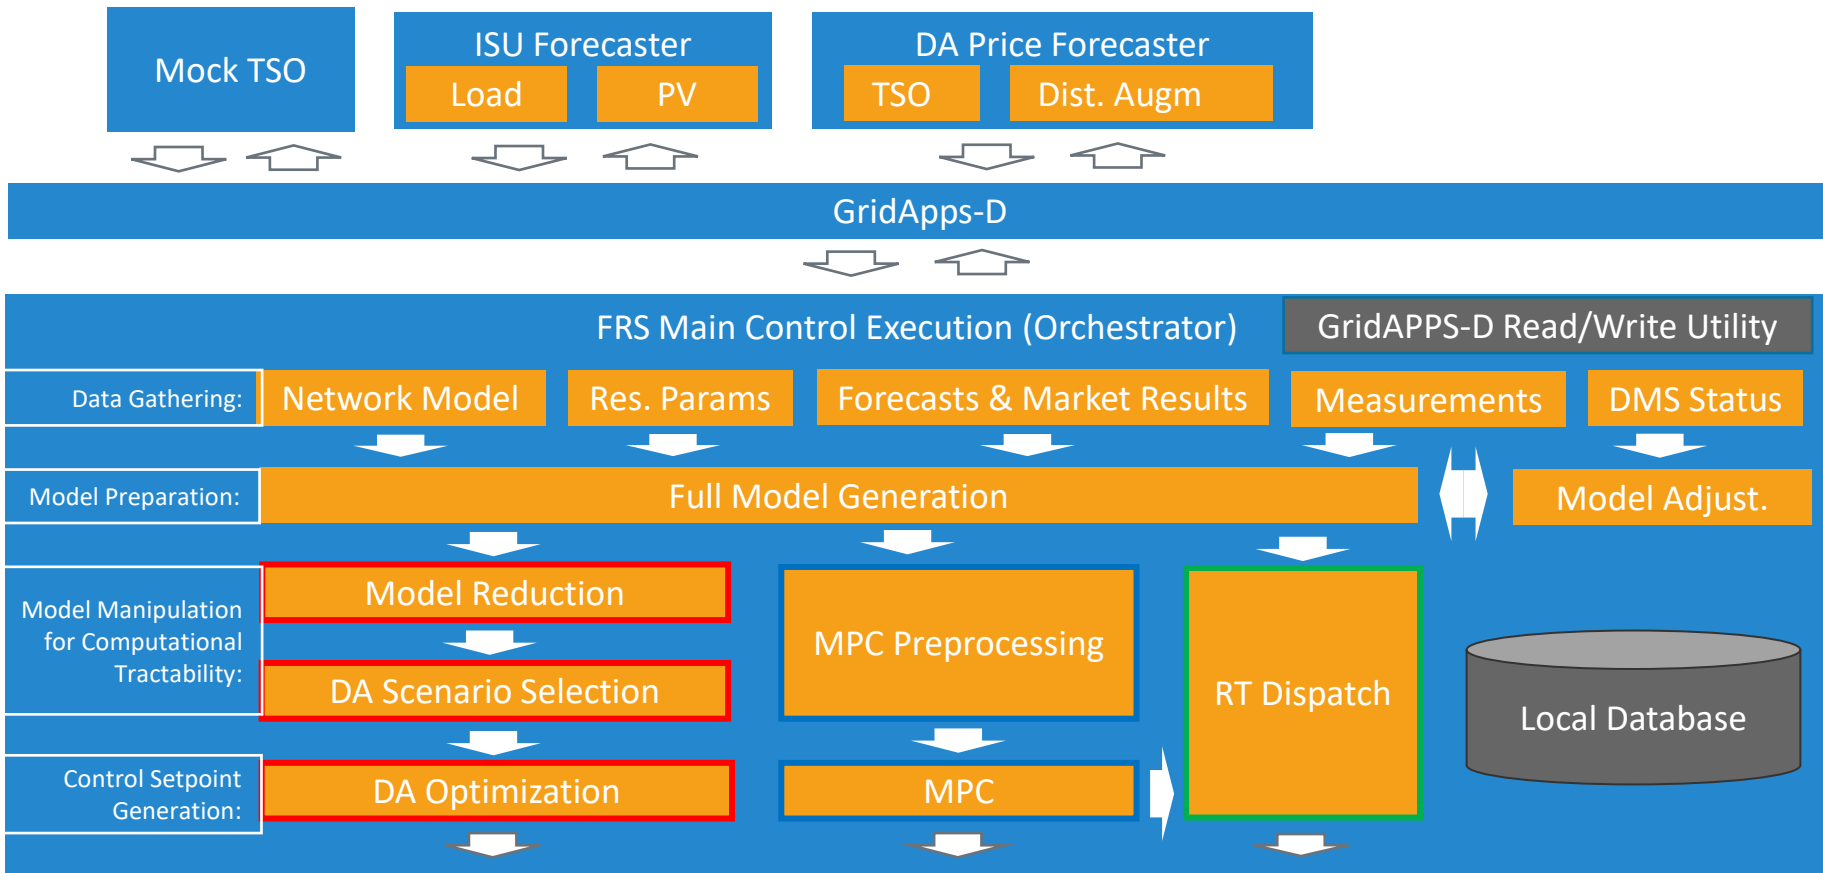 Mock TSO
ISU Forecaster
Load
PV
DA Price Forecaster
TSO
Dist. Augm
GridApps-D
FRS Main Control Execution (Orchestrator)
GridAPPS-D Read/Write Utility
Data Gathering:
Network Model
Res. Params
Forecasts & Market Results
Measurements
DMS Status
Model Preparation:
Full Model Generation
Model Adjust.
Model Manipulation
for Computational
Tractability:
Model Reduction
DA Scenario Selection
MPC Preprocessing
RT Dispatch
Local Database
Control Setpoint
Generation:
DA Optimization
MPC